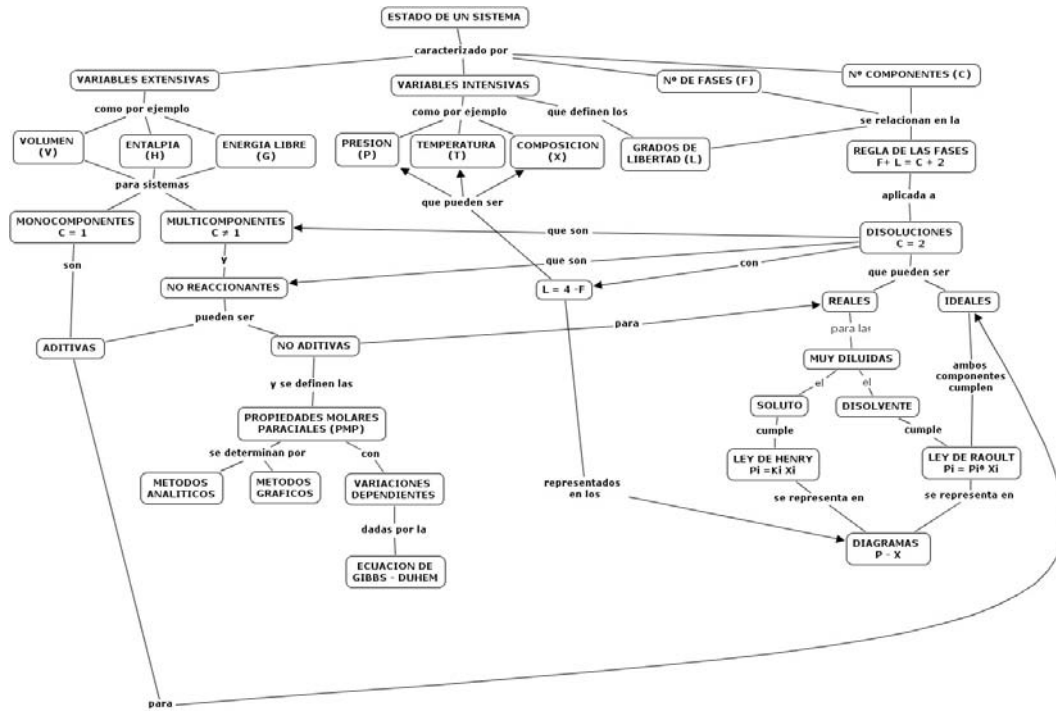 ESTADO DE UN SISTEMA
caracterizado por
VARIABLES EXTENSIVAS
VARIABLES INTENSIVAS
Nº DE FASES (F)
Nº COMPONENTES (C)
como por ejemplo
como por ejemplo
que definen los
se relacionan en la
VOLUMEN
(V)
ENTALPIA
(H)
ENERGIA LIBRE
(G)
PRESION
(P)
TEMPERATURA
(T)
COMPOSICION
(X)
GRADOS DE
LIBERTAD (L)
REGLA DE LAS FASES
F+ L = C + 2
para sistemas
que pueden ser
aplicada a
MONOCOMPONENTES
C = 1
MULTICOMPONENTES
C ≠ 1
que son
DISOLUCIONES
C = 2
son
y
que son
con
que pueden ser
NO REACCIONANTES
L = 4 -F
REALES
IDEALES
pueden ser
para
para las
ADITIVAS
NO ADITIVAS
MUY DILUIDAS
ambos
componentes
cumplen
y se definen las
el
el
SOLUTO
DISOLVENTE
PROPIEDADES MOLARES
PARACIALES (PMP)
cumple
cumple
se determinan por
con
LEY DE HENRY
Pi =Ki Xi
LEY DE RAOULT
Pi = Piº Xi
METODOS
ANALITICOS
METODOS
GRAFICOS
VARIACIONES
DEPENDIENTES
representados
en los
se representa en
se representa en
dadas por la
DIAGRAMAS
P - X
ECUACION DE
GIBBS - DUHEM
para